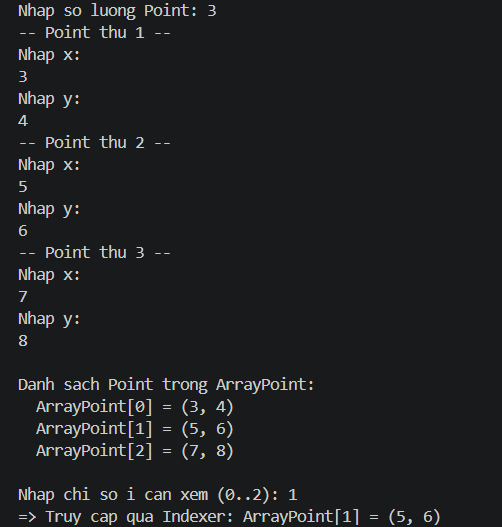 Nhap so luong Point: 3
-- Point thu 1 --
Nhap x:
3
Nhap y:
4
-- Point thu 2 --
Nhap x:
5
Nhap y:
6
-- Point thu 3 --
Nhap x:
7
Nhap y:
8
Danh sach Point trong ArrayPoint:
ArrayPoint[0] = (3, 4)
ArrayPoint[1] = (5, 6)
ArrayPoint[2] = (7, 8)
Nhap chi so i can xem (0..2): 1
=> Truy cap qua Indexer: ArrayPoint[1] = (5, 6)